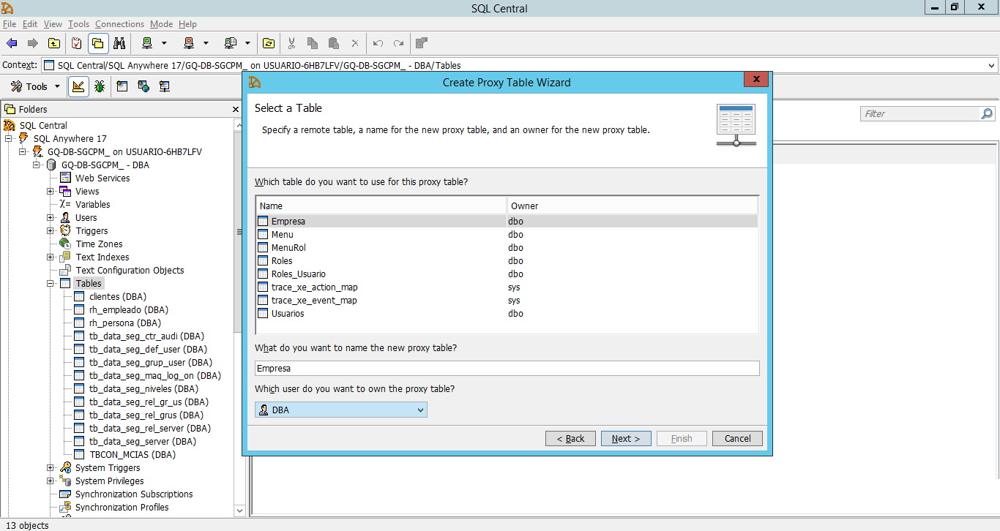 SQL Central
File Edit View Tools Connections Mode Help
Context: SQL Central/SQL Anywhere 17/GQ-DB-SGCPM_ on USUARIO-6HB7LFV/GQ-DB-SGCPM_ - DBA/Tables
Tools
Folders
SQL Central
SQL Anywhere 17
GQ-DB-SGCPM_ on USUARIO-6HB7LFV
GQ-DB-SGCPM_ - DBA
Web Services
Views
Variables
Users
Triggers
Time Zones
Text Indexes
Text Configuration Objects
Tables
clientes (DBA)
rh_empleado (DBA)
rh_persona (DBA)
tb_data_seg_ctr_audi (DBA)
tb_data_seg_def_user (DBA)
tb_data_seg_grup_user (DBA)
tb_data_seg_maq_log_on (DBA)
tb_data_seg_niveles (DBA)
tb_data_seg_rel_gr_us (DBA)
tb_data_seg_rel_grus (DBA)
tb_data_seg_rel_server (DBA)
tb_data_seg_server (DBA)
TBCON_MCIAS (DBA)
System Triggers
System Privileges
Synchronization Subscriptions
Synchronization Profiles
Create Proxy Table Wizard
Select a Table
Specify a remote table, a name for the new proxy table, and an owner for the new proxy table.
Which table do you want to use for this proxy table?
Name Owner
Empresa dbo
Menu dbo
MenuRol dbo
Roles dbo
Roles_Usuario dbo
trace_xe_action_map sys
trace_xe_event_map sys
Usuarios dbo
What do you want to name the new proxy table?
Empresa
Which user do you want to own the proxy table?
DBA
< Back Next > Finish Cancel
Filter
13 objects